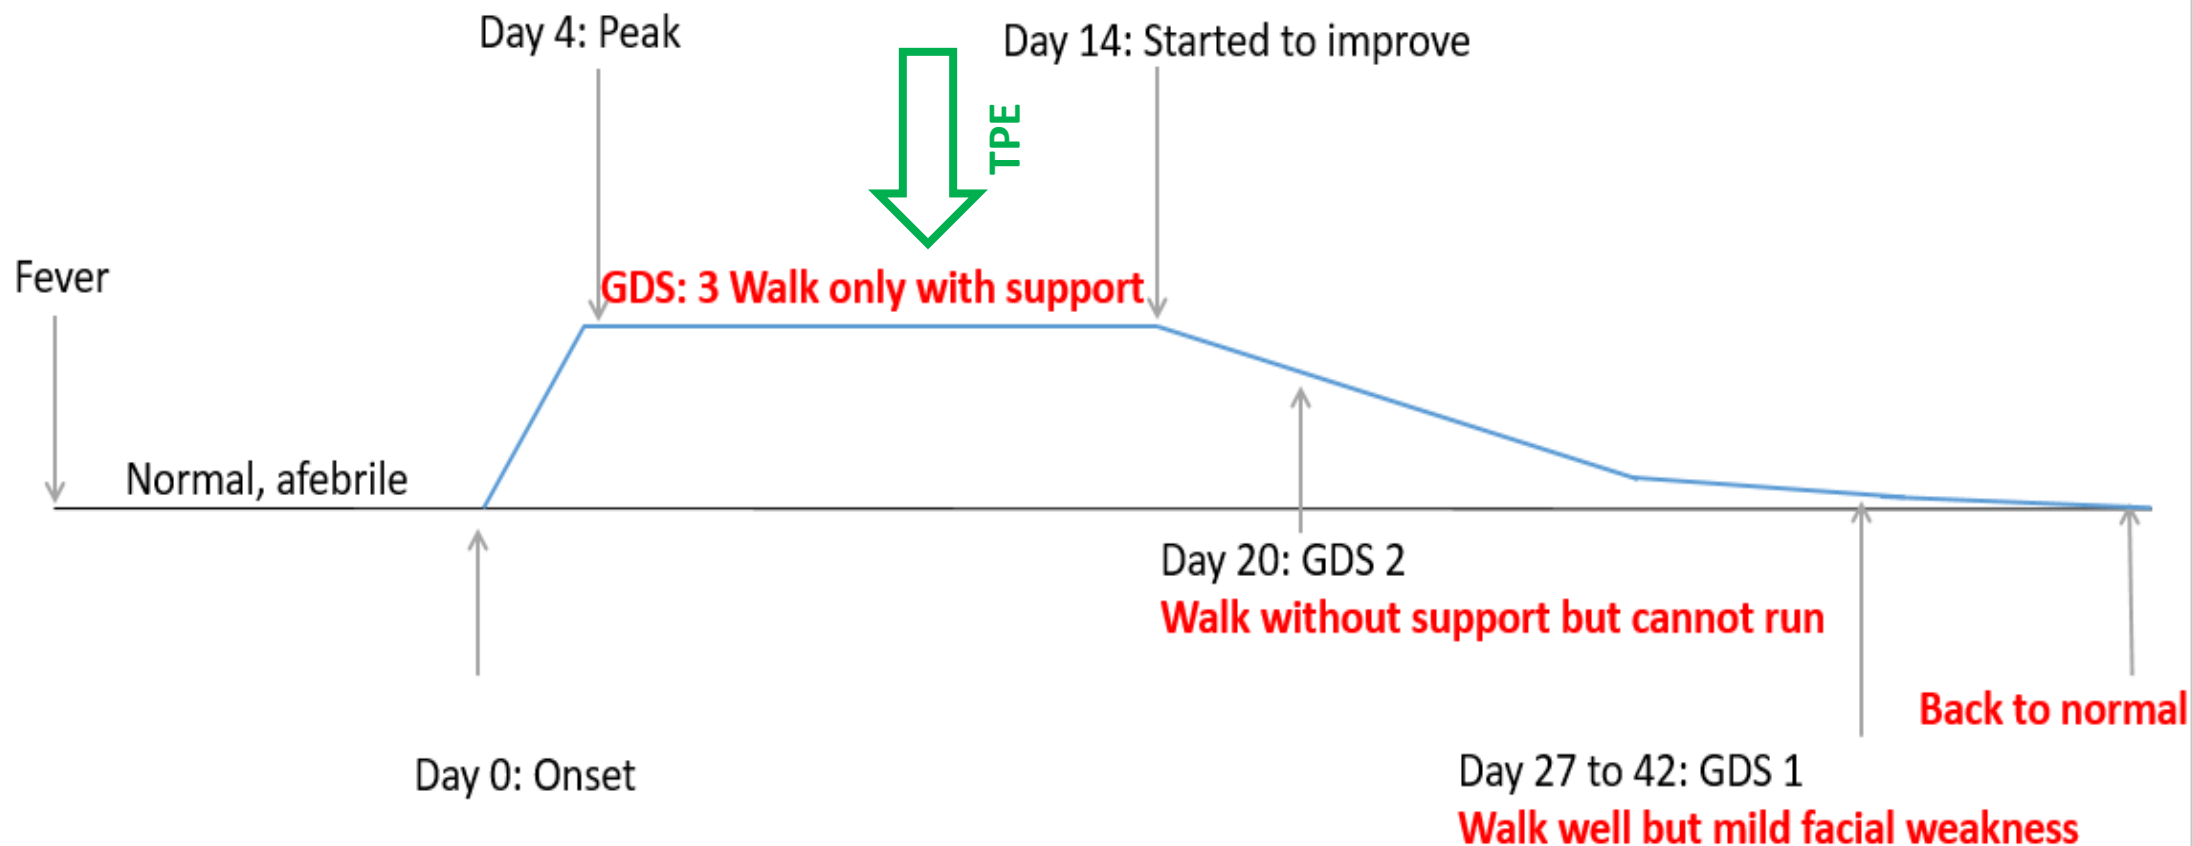 Day 4: Peak
Day 14: Started to improve
TPE
Fever
GDS: 3 Walk only with support
Normal, afebrile
Day 20: GDS 2
Walk without support but cannot run
Back to normal
Day 0: Onset
Day 27 to 42: GDS 1
Walk well but mild facial weakness